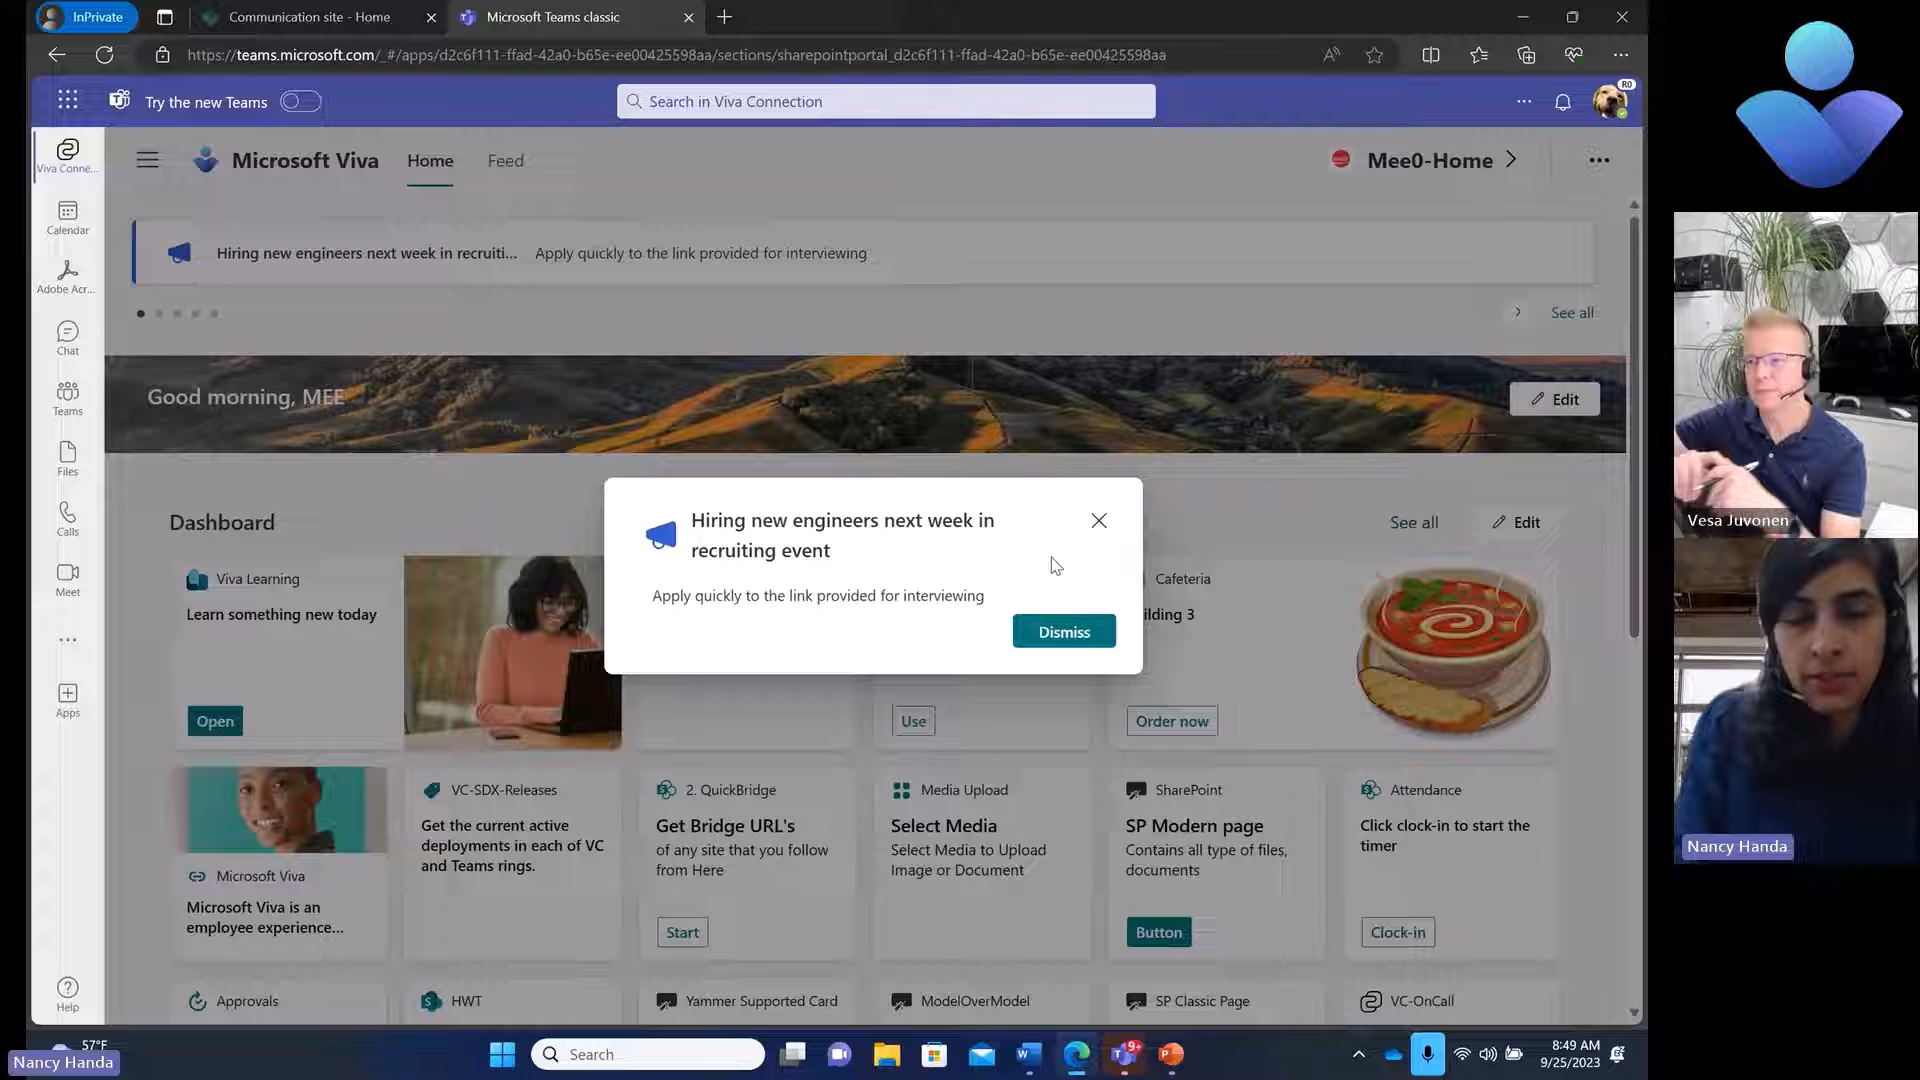 InPrivate
Communication site - Home
Microsoft Teams classic
https://teams.microsoft.com/_#/apps/d2c6f111-ffad-42a0-b65e-ee00425598aa/sections/sharepointportal_d2c6f111-ffad-42a0-b65e-ee00425598aa
Try the new Teams
Search in Viva Connection
RO
Viva Conne...
Calendar
Adobe Acr...
Chat
Teams
Files
Calls
Meet
Apps
Help
Microsoft Viva
Home
Feed
Mee0-Home
Hiring new engineers next week in recruiti...
Apply quickly to the link provided for interviewing
See all
Good morning, MEE
Edit
Dashboard
See all
Edit
Hiring new engineers next week in
recruiting event
Apply quickly to the link provided for interviewing
Dismiss
Viva Learning
Learn something new today
Open
Use
Cafeteria
ilding 3
Order now
Microsoft Viva
Microsoft Viva is an
employee experience...
VC-SDX-Releases
Get the current active
deployments in each of VC
and Teams rings.
2. QuickBridge
Get Bridge URL's
of any site that you follow
from Here
Start
Media Upload
Select Media
Select Media to Upload
Image or Document
SharePoint
SP Modern page
Contains all type of files,
documents
Button
Attendance
Click clock-in to start the
timer
Clock-in
Approvals
HWT
Yammer Supported Card
ModelOverModel
SP Classic Page
VC-OnCall
57°F
Search
9+
8:49 AM
9/25/2023
Nancy Handa
Vesa Juvonen
Nancy Handa